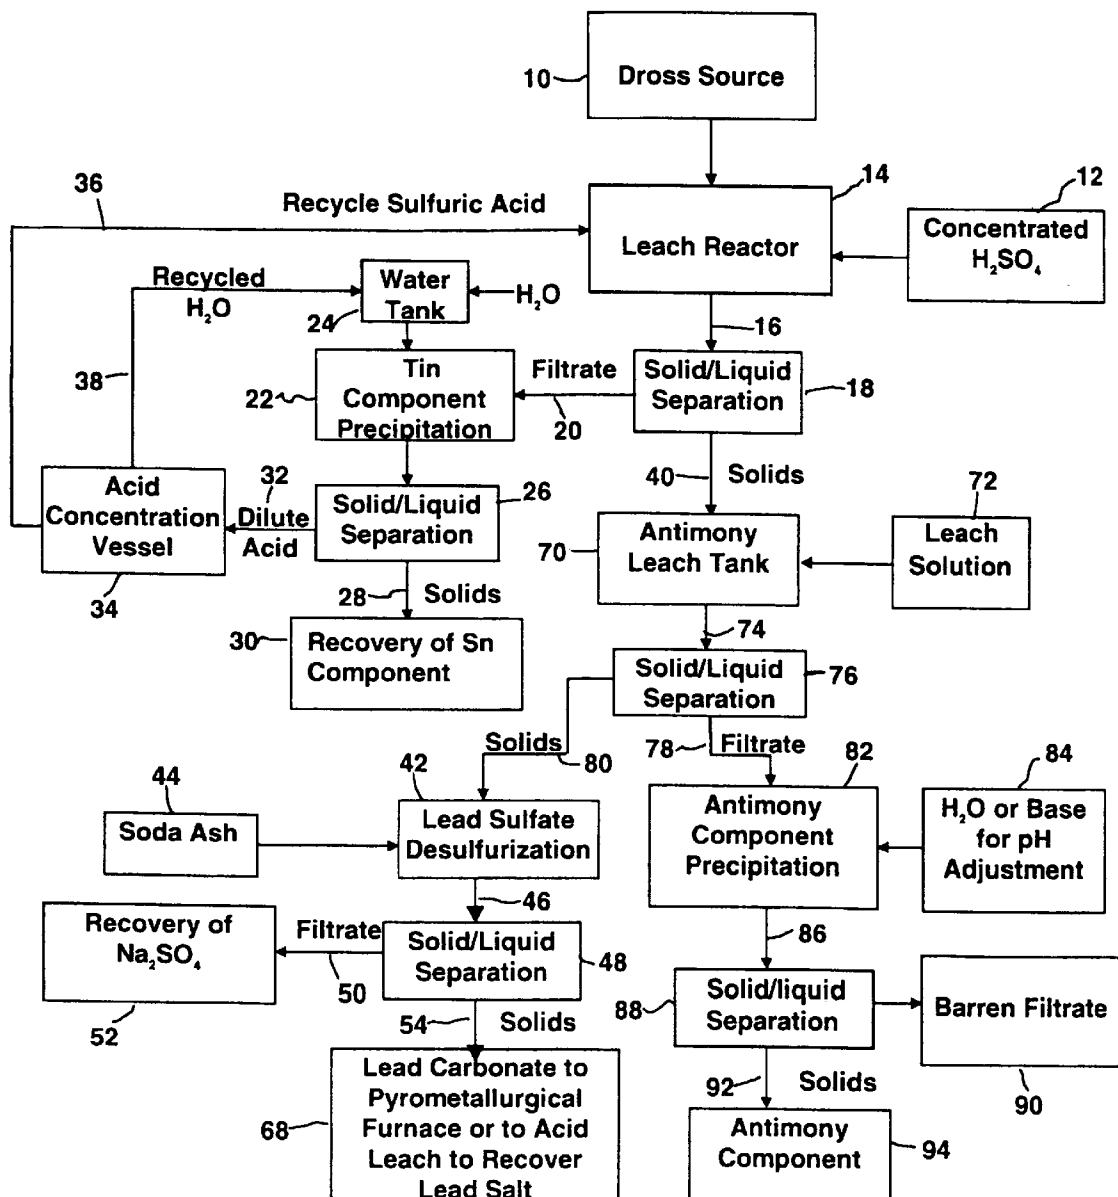 10
Dross Source
36
Recycle Sulfuric Acid
14
Leach Reactor
12
Concentrated
H₂SO₄
Recycled
H₂O
Water
Tank
24
H₂O
16
38
22
Tin
Component
Precipitation
Filtrate
20
Solid/Liquid
Separation
18
40
Solids
Acid
Concentration
Vessel
34
32
Dilute
Acid
Solid/Liquid
Separation
26
28
Solids
70
Antimony
Leach Tank
72
Leach
Solution
30
Recovery of Sn
Component
74
Solid/Liquid
Separation
76
Solids
80
78
Filtrate
44
Soda Ash
42
Lead Sulfate
Desulfurization
82
Antimony
Component
Precipitation
84
H₂O or Base
for pH
Adjustment
46
Recovery of
Na₂SO₄
52
Filtrate
50
Solid/Liquid
Separation
48
86
88
Solid/liquid
Separation
Barren Filtrate
90
54
Solids
92
Solids
68
Lead Carbonate to
Pyrometallurgical
Furnace or to Acid
Leach to Recover
Lead Salt
Antimony
Component
94